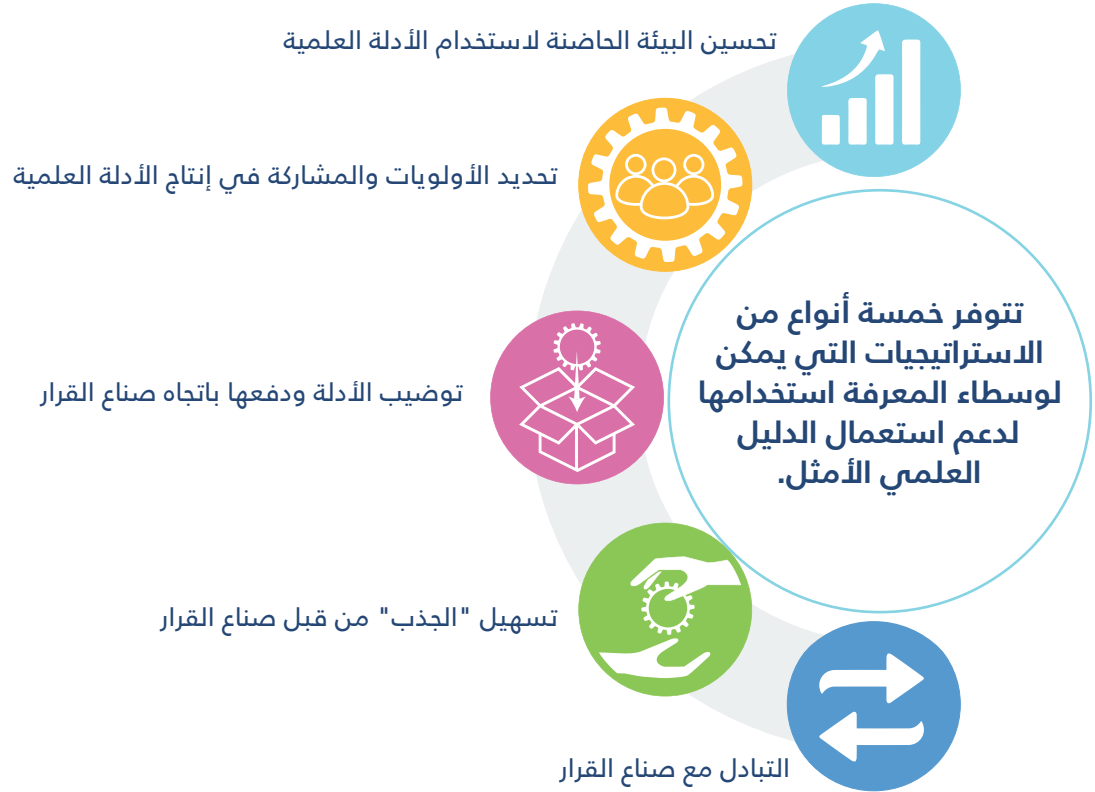 تحسين البيئة الحاضنة لاستخدام الأدلة العلمية
تحديد الأولويات والمشاركة في إنتاج الأدلة العلمية
تتوفر خمسة أنواع من
الاستراتيجيات التي يمكن
لوسطاء المعرفة استخدامها
لدعم استعمال الدليل
العلمي الأمثل.
توضيب الأدلة ودفعها باتجاه صناع القرار
تسهيل "الجذب" من قبل صناع القرار
التبادل مع صناع القرار